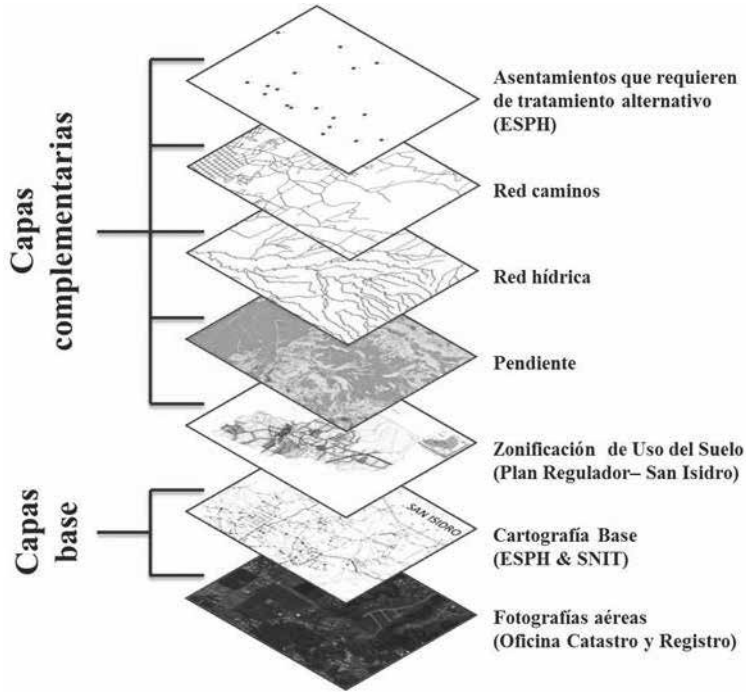 Capas
complementarias
Asentamientos que requieren
de tratamiento alternativo
(ESPH)
Red caminos
Red hídrica
Pendiente
Zonificación de Uso del Suelo
(Plan Regulador– San Isidro)
Capas
base
SAN ISIDRO
Cartografía Base
(ESPH & SNIT)
Fotografías aéreas
(Oficina Catastro y Registro)